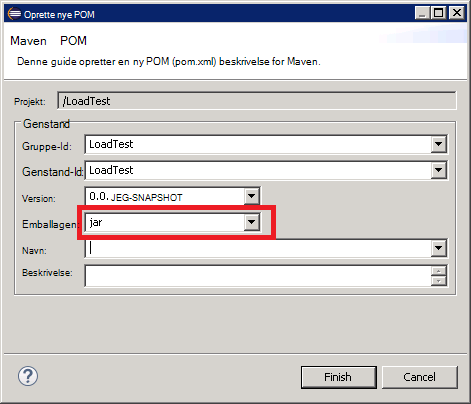 Oprette nye POM
Maven POM
Denne guide opretter en ny POM (pom.xml) beskrivelse for Maven.
Projekt: /LoadTest
Genstand
Gruppe-Id: LoadTest
Genstand-Id: LoadTest
Version: 0.0. JEG-SNAPSHOT
Emballagen: jar
Navn:
Beskrivelse:
Finish Cancel